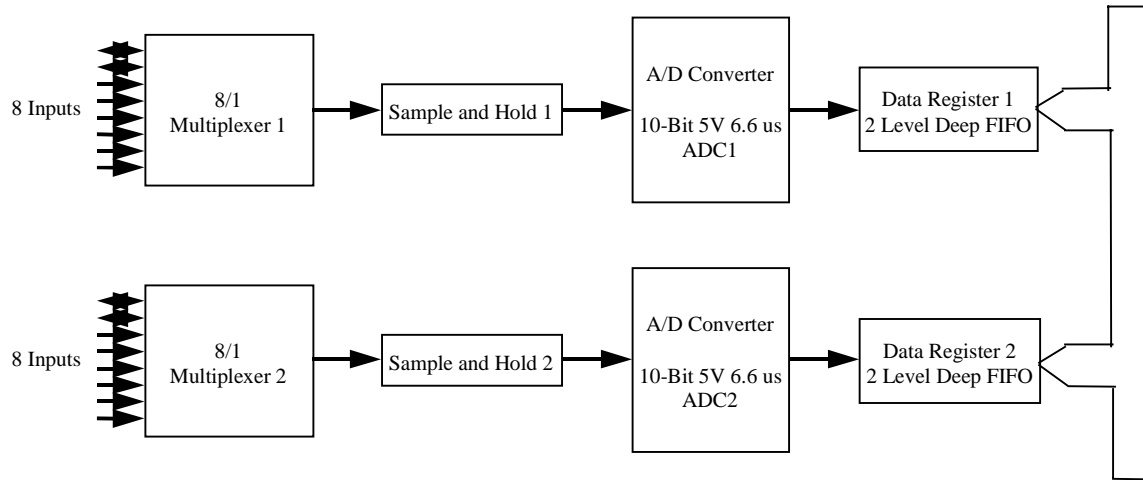 8 Inputs
8/1
Multiplexer 1
Sample and Hold 1
A/D Converter
10-Bit 5V 6.6 us
ADC1
Data Register 1
2 Level Deep FIFO
8 Inputs
8/1
Multiplexer 2
Sample and Hold 2
A/D Converter
10-Bit 5V 6.6 us
ADC2
Data Register 2
2 Level Deep FIFO